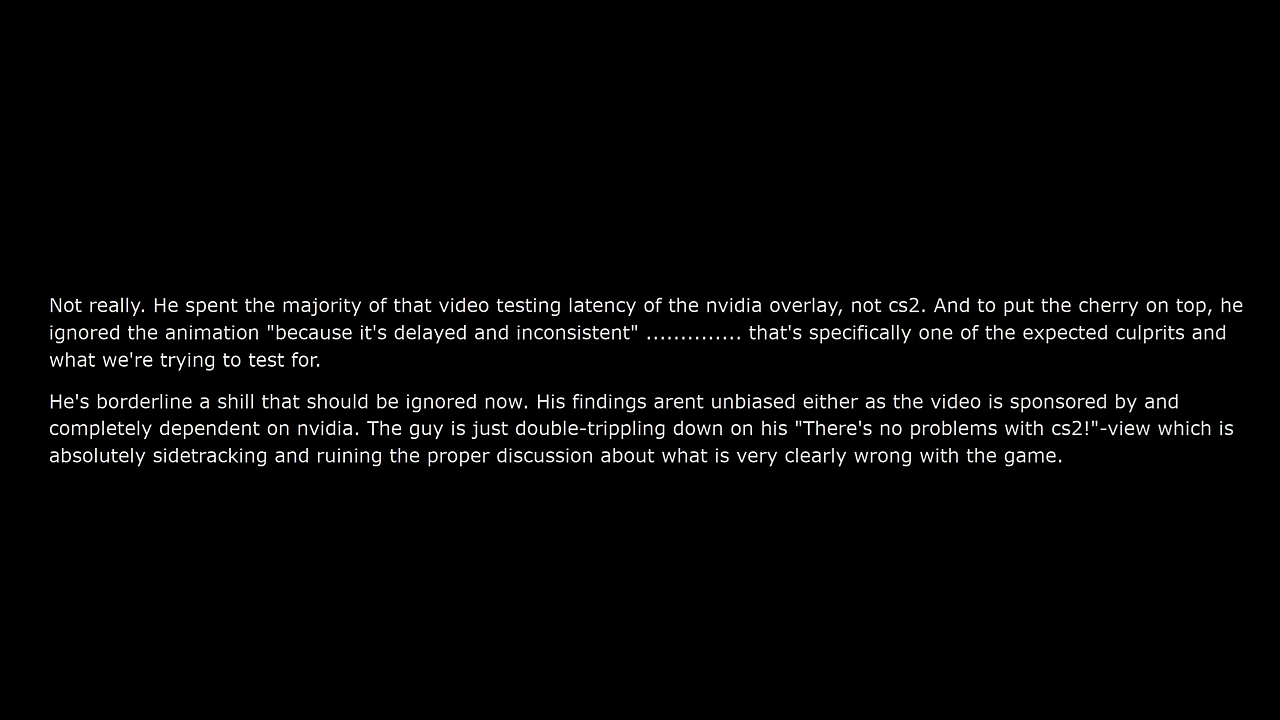 Not really. He spent the majority of that video testing latency of the nvidia overlay, not cs2. And to put the cherry on top, he
ignored the animation "because it's delayed and inconsistent" .............. that's specifically one of the expected culprits and
what we're trying to test for.
He's borderline a shill that should be ignored now. His findings arent unbiased either as the video is sponsored by and
completely dependent on nvidia. The guy is just double-trippling down on his "There's no problems with cs2!"-view which is
absolutely sidetracking and ruining the proper discussion about what is very clearly wrong with the game.